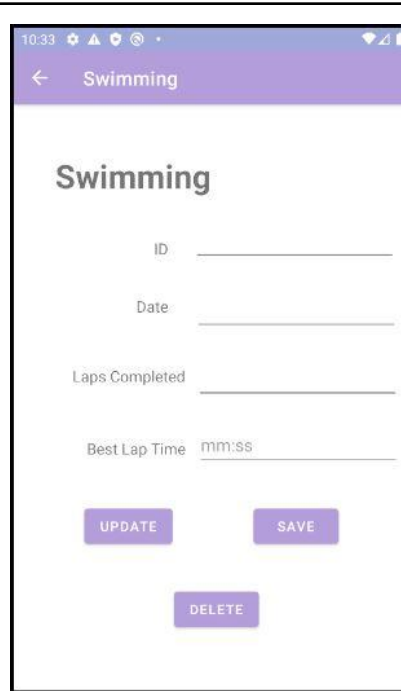 10:33
Swimming
Swimming
ID
Date
Laps Completed
Best Lap Time mm:ss
UPDATE SAVE
DELETE